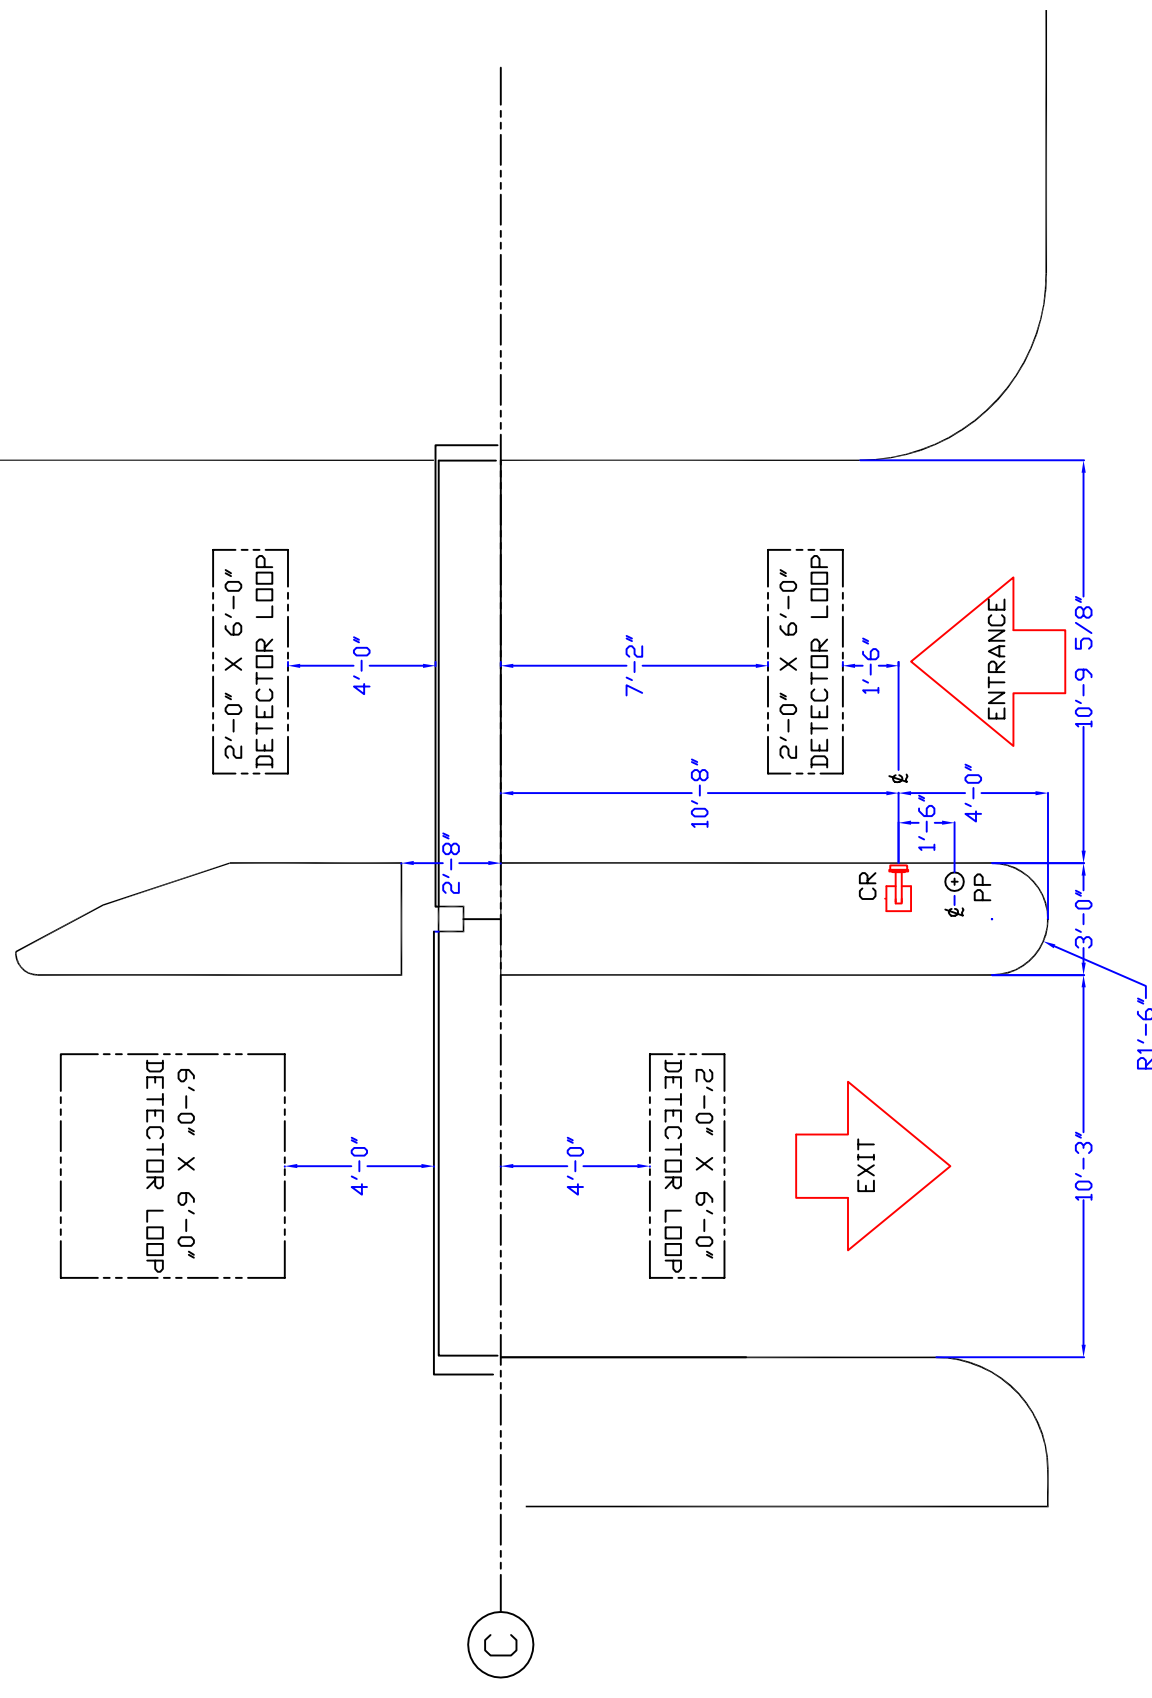 2'-0" X 6'-0"
DETECTOR LOOP
4'-0"
7'-2"
2'-0" X 6'-0"
DETECTOR LOOP
1'-6"
ENTRANCE
10'-9 5/8"
10'-8"
℄
4'-0"
1'-6"
2'-8"
CR
℄
PP
3'-0"
R1'-6"
6'-0" X 6'-0"
DETECTOR LOOP
4'-0"
4'-0"
2'-0" X 6'-0"
DETECTOR LOOP
EXIT
10'-3"
C